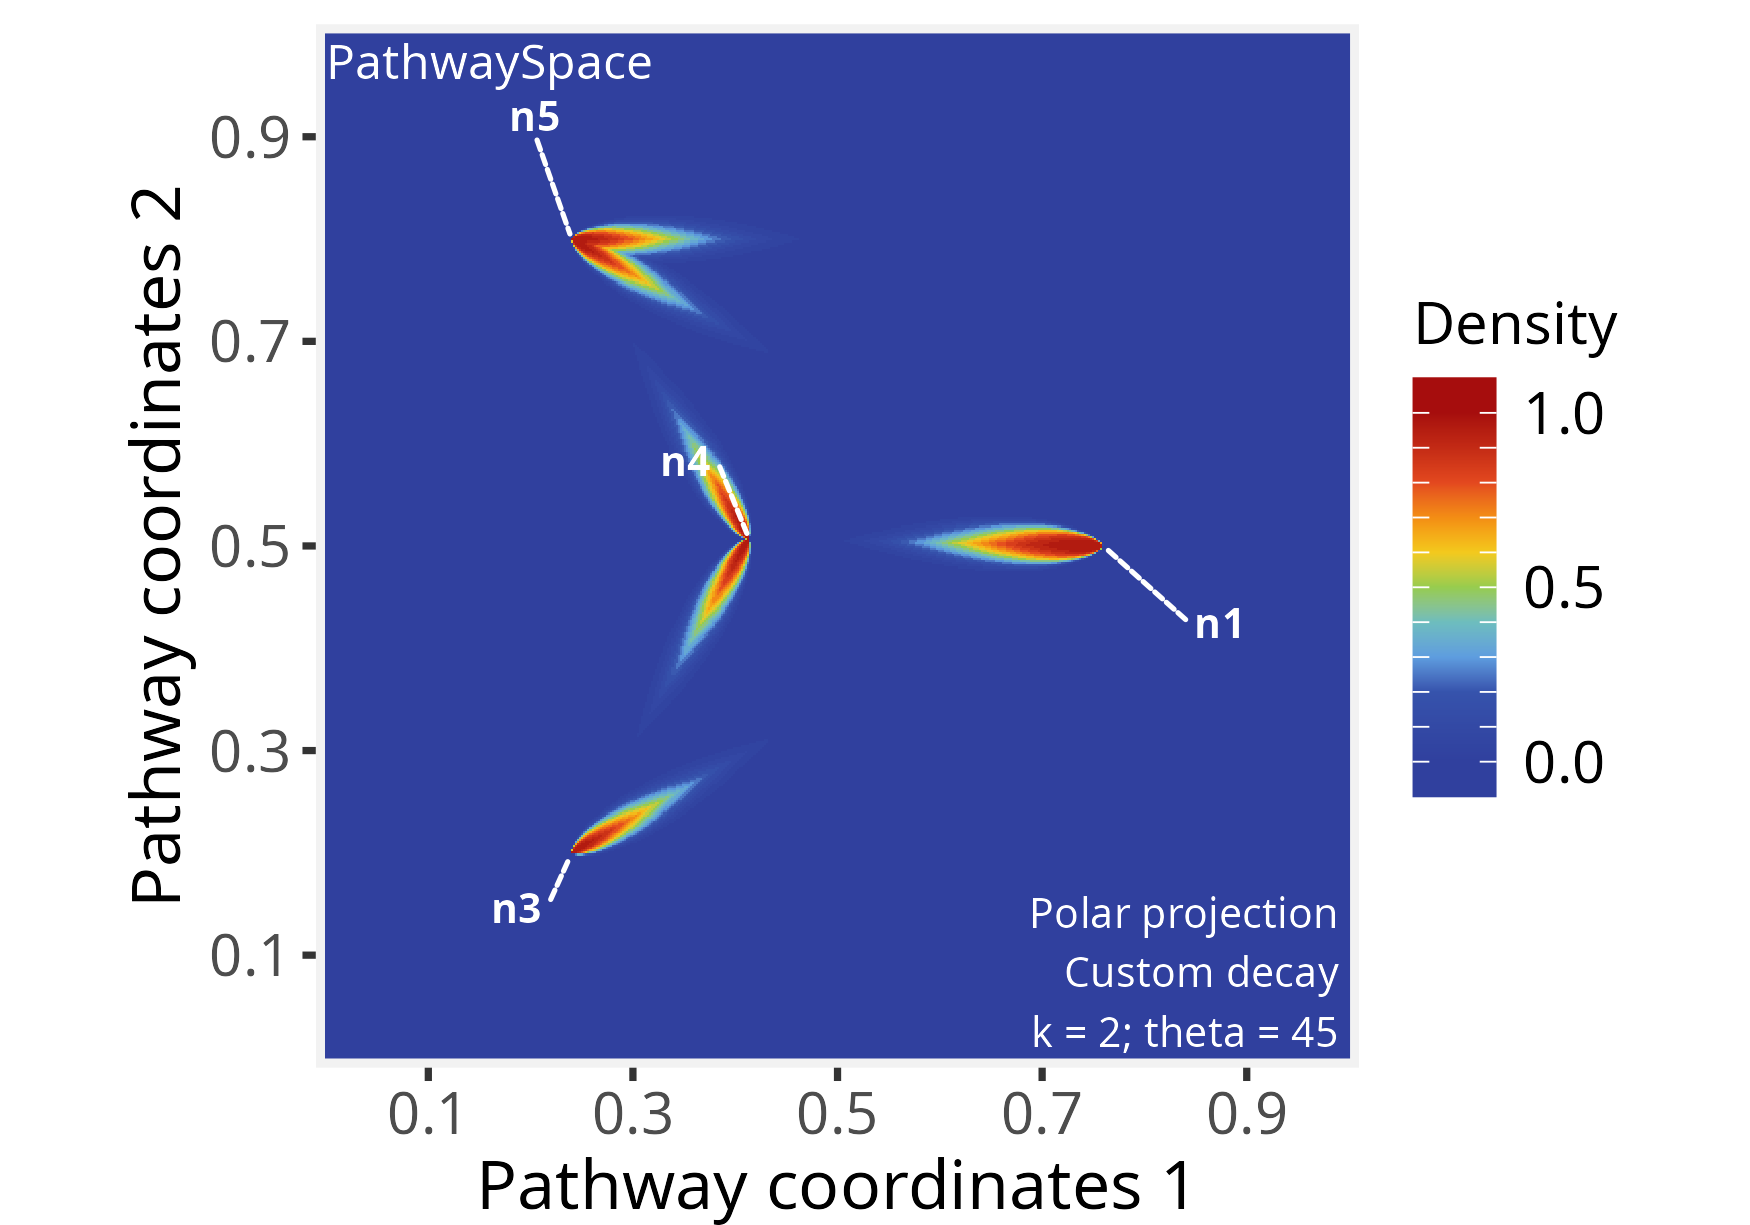 PathwaySpace
n5
n4
n1
n3
Polar projection
Custom decay
k = 2; theta = 45
0.9
0.7
0.5
0.3
0.1
Pathway coordinates 2
0.1
0.3
0.5
0.7
0.9
Pathway coordinates 1
Density
1.0
0.5
0.0